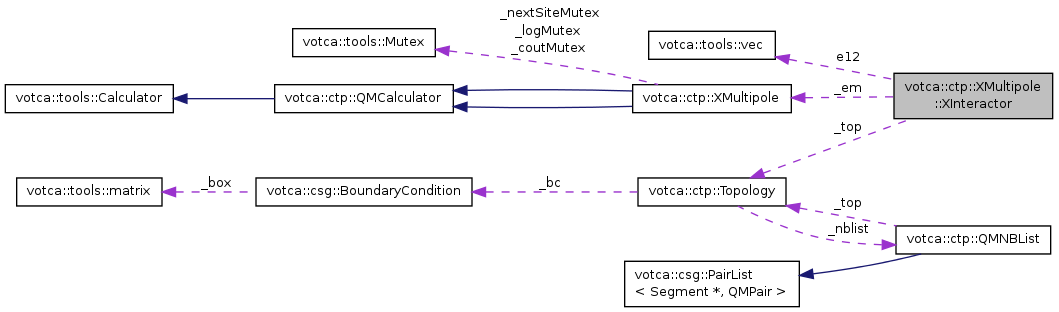 _nextSiteMutex
_logMutex
_coutMutex
votca::tools::Mutex
votca::tools::vec
e12
votca::ctp::XMultipole
::XInteractor
votca::tools::Calculator
votca::ctp::QMCalculator
votca::ctp::XMultipole
_em
_top
votca::tools::matrix
_box
votca::csg::BoundaryCondition
_bc
votca::ctp::Topology
_top
_nblist
votca::ctp::QMNBList
votca::csg::PairList
< Segment *, QMPair >